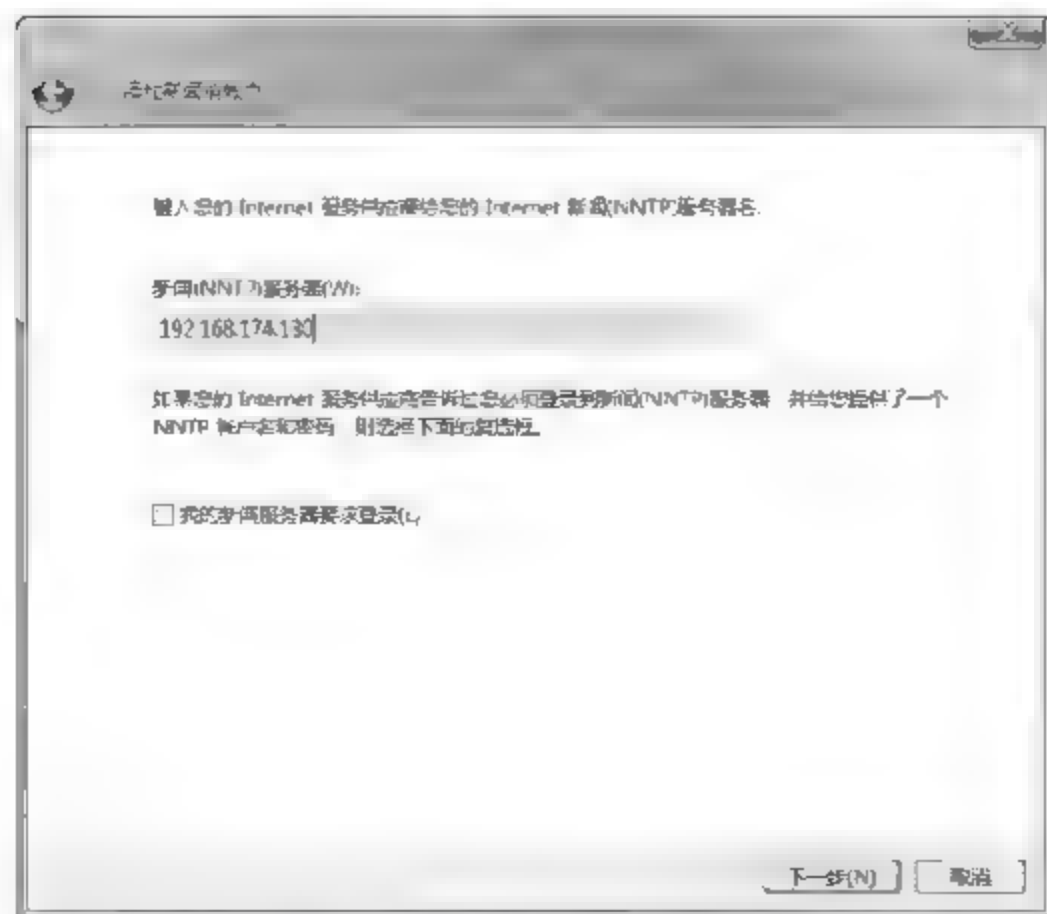 添加新闻帐户
键入您的 Internet 服务供应商给您的 Internet 新闻(NNTP)服务器名.
新闻(NNTP)服务器(W):
192.168.174.130
如果您的 Internet 服务供应商告诉过您必须登录到新闻(NNTP)服务器 并给您提供了一个
NNTP 帐户名和密码 则选择下面的复选框。
我的新闻服务器要求登录(L)
下一步(N)
取消